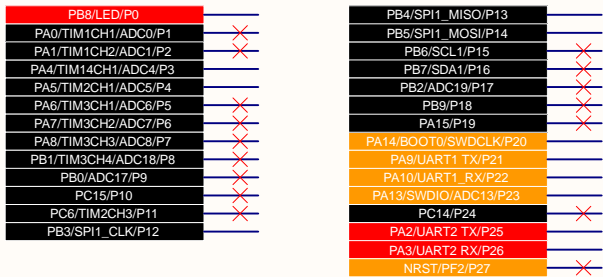 PB8/LED/P0
PA0/TIM1CH1/ADC0/P1
PA1/TIM1CH2/ADC1/P2
PA4/TIM14CH1/ADC4/P3
PA5/TIM2CH1/ADC5/P4
PA6/TIM3CH1/ADC6/P5
PA7/TIM3CH2/ADC7/P6
PA8/TIM3CH3/ADC8/P7
PB1/TIM3CH4/ADC18/P8
PB0/ADC17/P9
PC15/P10
PC6/TIM2CH3/P11
PB3/SPI1_CLK/P12
PB4/SPI1_MISO/P13
PB5/SPI1_MOSI/P14
PB6/SCL1/P15
PB7/SDA1/P16
PB2/ADC19/P17
PB9/P18
PA15/P19
PA14/BOOT0/SWDCLK/P20
PA9/UART1 TX/P21
PA10/UART1_RX/P22
PA13/SWDIO/ADC13/P23
PC14/P24
PA2/UART2 TX/P25
PA3/UART2 RX/P26
NRST/PF2/P27